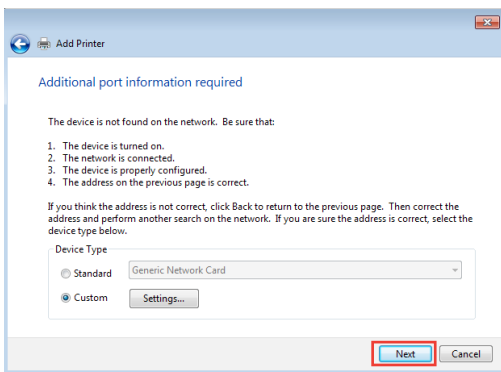 Add Printer
Additional port information required
The device is not found on the network. Be sure that:
1. The device is turned on.
2. The network is connected.
3. The device is properly configured.
4. The address on the previous page is correct.
If you think the address is not correct, click Back to return to the previous page. Then correct the
address and perform another search on the network. If you are sure the address is correct, select the
device type below.
Device Type
Standard Generic Network Card
Custom Settings...
Next Cancel